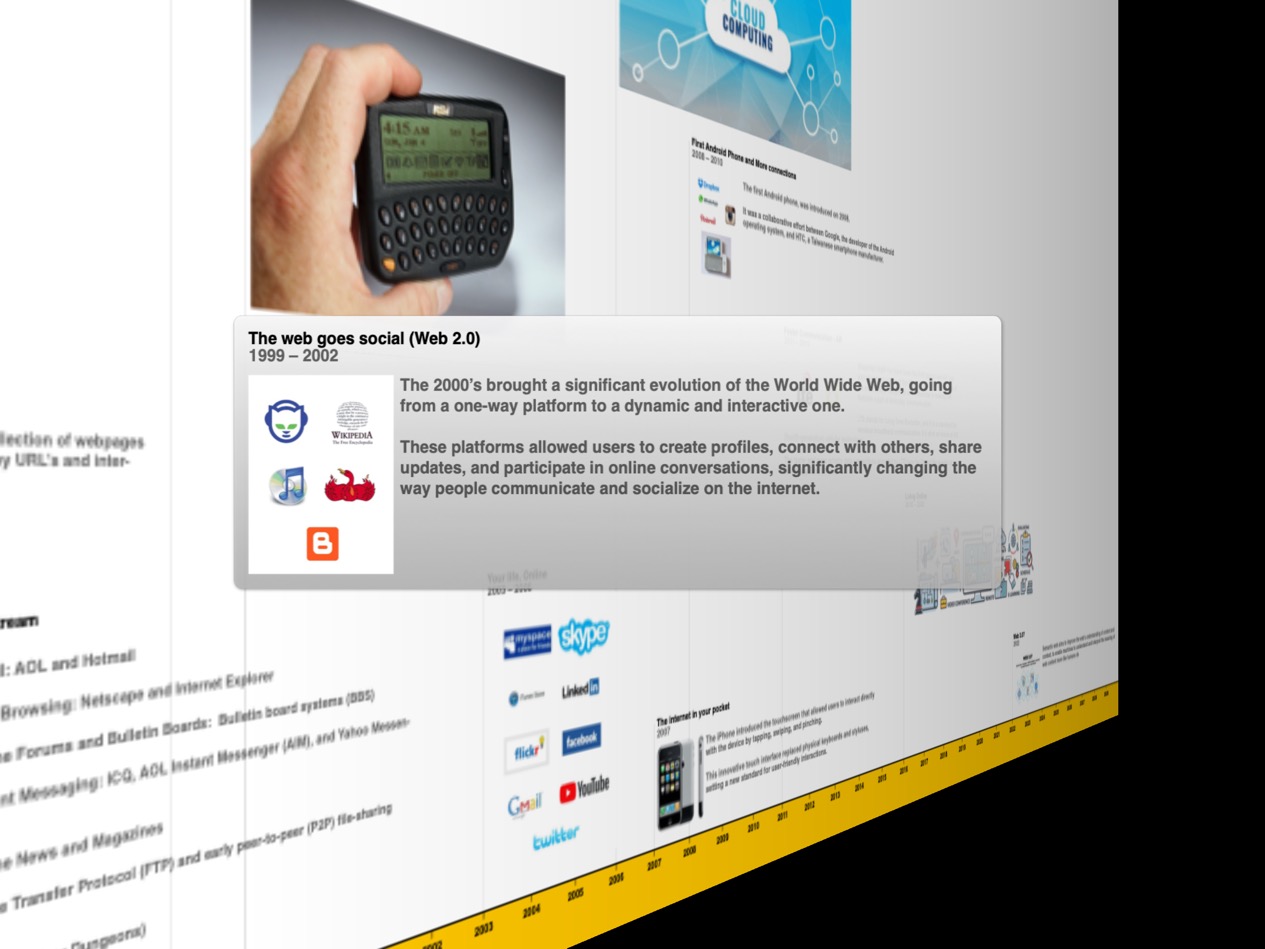 CLOUD
COMPUTING
4:15 AM
First Android Phone and More connections
2008 – 2010
Dropbox
WhatsApp
Pinterest
The first Android phone, was introduced on 2008.
It was a collaborative effort between Google, the developer of the Android
operating system, and HTC, a Taiwanese smartphone manufacturer.
The web goes social (Web 2.0)
1999 – 2002
The 2000's brought a significant evolution of the World Wide Web, going
from a one-way platform to a dynamic and interactive one.
These platforms allowed users to create profiles, connect with others, share
updates, and participate in online conversations, significantly changing the
way people communicate and socialize on the internet.
WIKIPEDIA
The Free Encyclopedia
lection of webpages
y URL's and inter-
Your life, Online
ream
l: AOL and Hotmail
Browsing: Netscape and Internet Explorer
e Forums and Bulletin Boards: Bulletin board systems (BBS)
nt Messaging: ICQ, AOL Instant Messenger (AIM), and Yahoo Messen-
e News and Magazines
Transfer Protocol (FTP) and early peer-to-peer (P2P) file-sharing
Dungeons)
myspace
skype
iTunes Store
Linked in
flickr
facebook
Gmail
YouTube
twitter
The internet in your pocket
2007
The iPhone introduced the touchscreen that allowed users to interact directly
with the device by tapping, swiping, and pinching.
This innovative touch interface replaced physical keyboards and styluses,
setting a new standard for user-friendly interactions.
2002
2003
2004
2005
2006
2007
2008
2009
2010
2011
2012
2013
2014
2015
2016
2017
2018
2019
2020
2021
2022